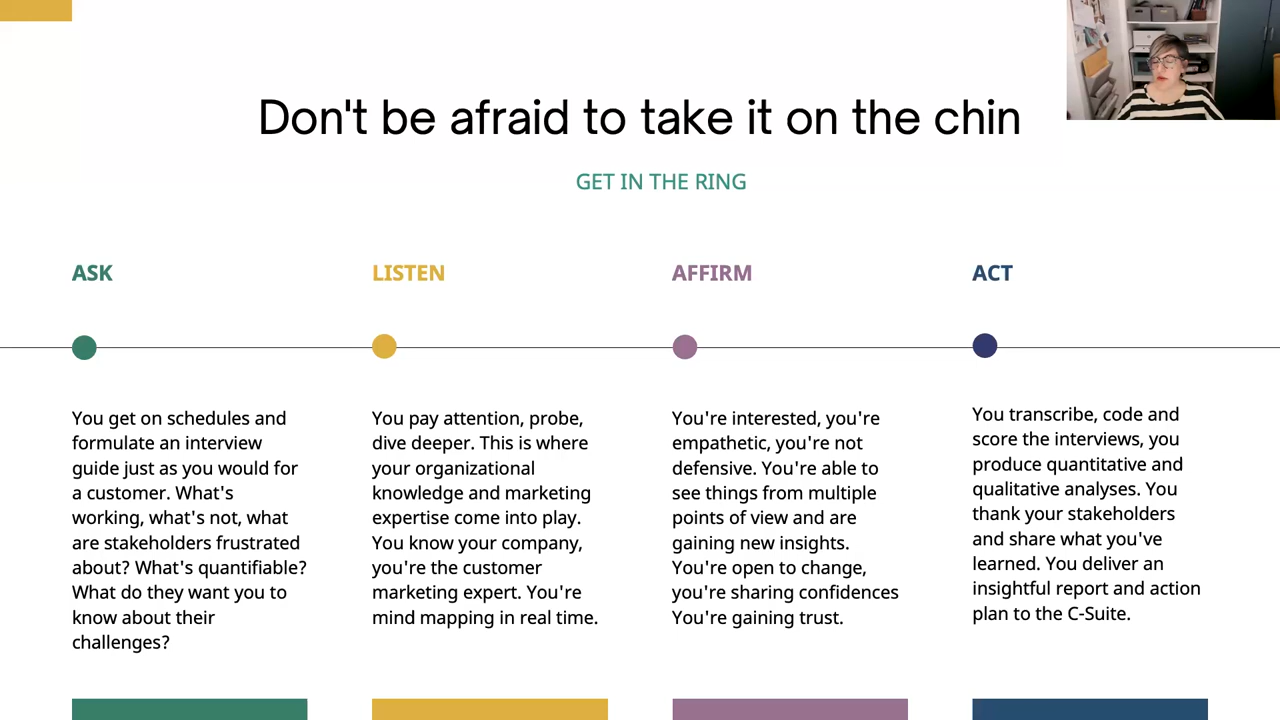 Don't be afraid to take it on the chin
GET IN THE RING
ASK
You get on schedules and
formulate an interview
guide just as you would for
a customer. What's
working, what's not, what
are stakeholders frustrated
about? What's quantifiable?
What do they want you to
know about their
challenges?
LISTEN
You pay attention, probe,
dive deeper. This is where
your organizational
knowledge and marketing
expertise come into play.
You know your company,
you're the customer
marketing expert. You're
mind mapping in real time.
AFFIRM
You're interested, you're
empathetic, you're not
defensive. You're able to
see things from multiple
points of view and are
gaining new insights.
You're open to change,
you're sharing confidences
You're gaining trust.
ACT
You transcribe, code and
score the interviews, you
produce quantitative and
qualitative analyses. You
thank your stakeholders
and share what you've
learned. You deliver an
insightful report and action
plan to the C-Suite.